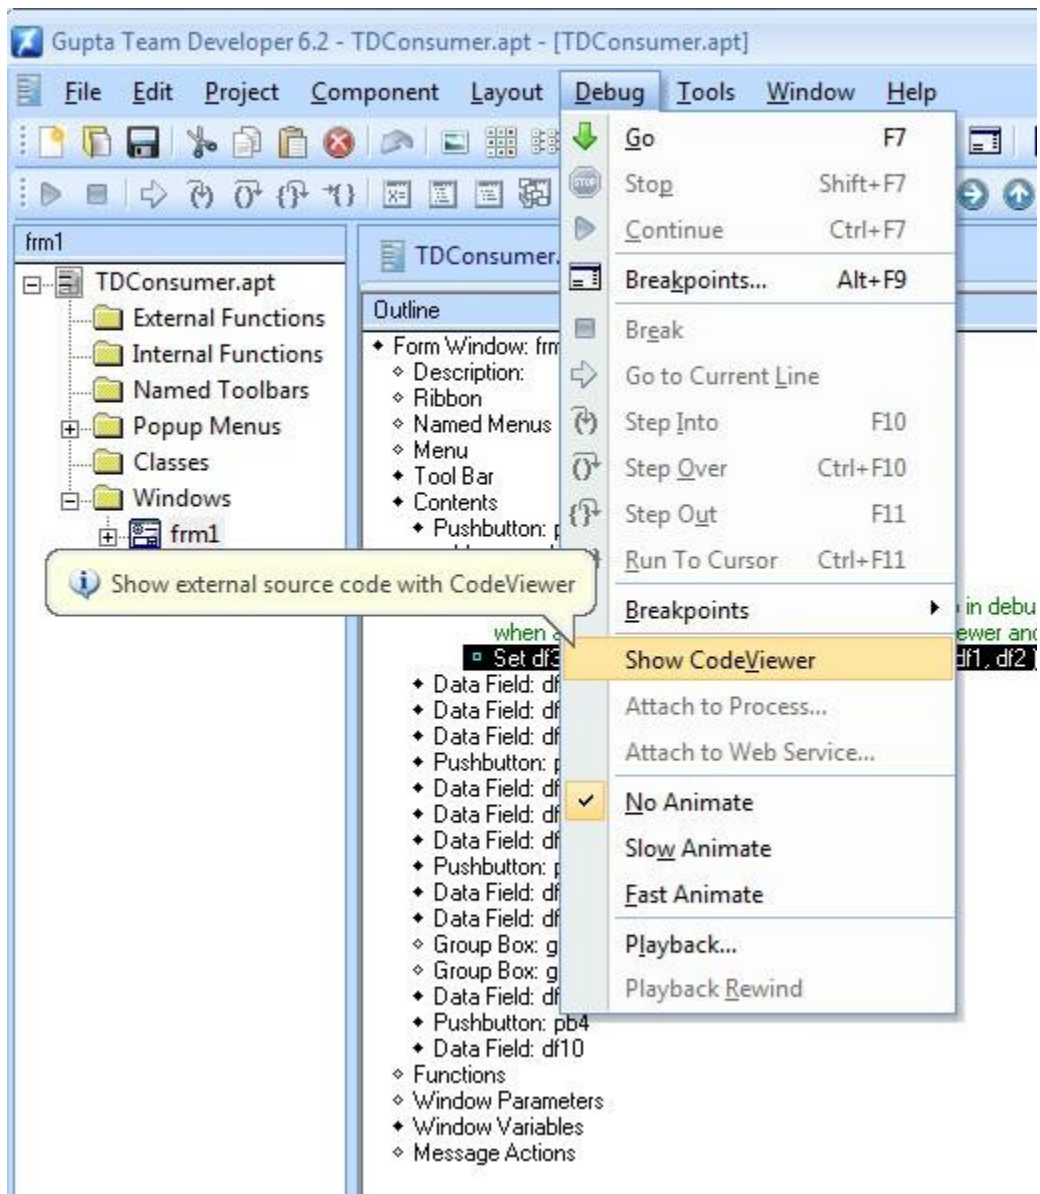 Gupta Team Developer 6.2 - TDConsumer.apt - [TDConsumer.apt]
File Edit Project Component Layout Debug Tools Window Help
frm1
TDConsumer.apt
External Functions
Internal Functions
Named Toolbars
Popup Menus
Classes
Windows
frm1
Show external source code with CodeViewer
TDConsumer.
Outline
Form Window: frm
Description:
Ribbon
Named Menus
Menu
Tool Bar
Contents
Pushbutton: p
in debu
when a ewer and
Set df3 df1, df2 )
Data Field: df
Data Field: df
Data Field: df
Pushbutton: p
Data Field: df
Data Field: df
Data Field: df
Pushbutton: p
Data Field: df
Data Field: df
Group Box: g
Group Box: g
Data Field: df
Pushbutton: pb4
Data Field: df10
Functions
Window Parameters
Window Variables
Message Actions
Go F7
STOP Stop Shift+F7
Continue Ctrl+F7
Breakpoints... Alt+F9
Break
Go to Current Line
Step Into F10
Step Over Ctrl+F10
Step Out F11
Run To Cursor Ctrl+F11
Breakpoints
Show CodeViewer
Attach to Process...
Attach to Web Service...
No Animate
Slow Animate
Fast Animate
Playback...
Playback Rewind